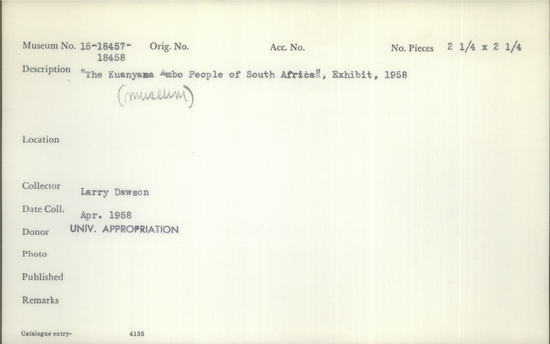 Museum No. 15-18457- Orig. No. Acc. No. No. Pieces 2 1/4 x 2 1/4
18458
Description "The Kuanyama Ambo People of South Africa", Exhibit, 1958
(museum)
Location
Collector Larry Dawson
Date Coll. Apr. 1958
Donor UNIV. APPROPRIATION
Photo
Published
Remarks
Catalogue entry- 4135